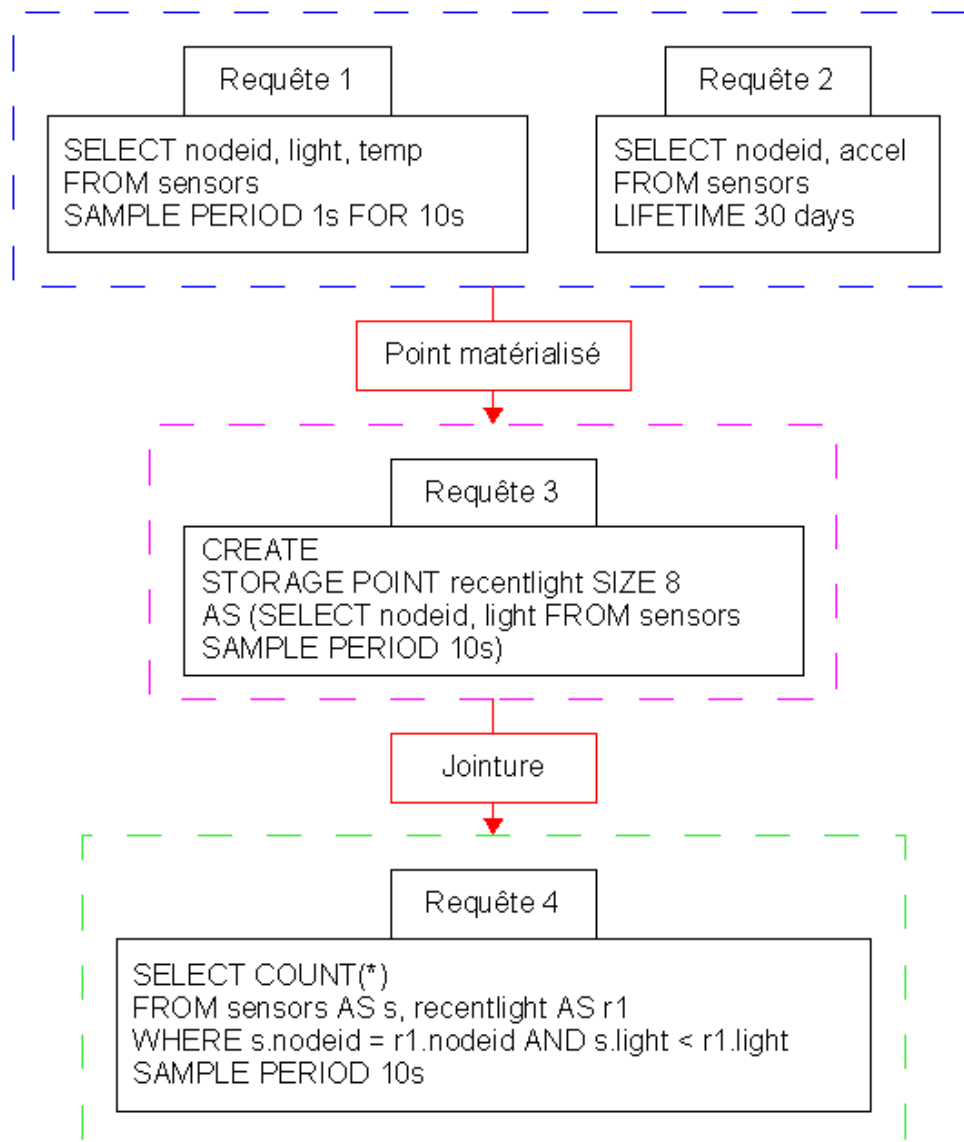 Requête 1
SELECT nodeid, light, temp
FROM sensors
SAMPLE PERIOD 1s FOR 10s
Requête 2
SELECT nodeid, accel
FROM sensors
LIFETIME 30 days
Point matérialisé
Requête 3
CREATE
STORAGE POINT recentlight SIZE 8
AS (SELECT nodeid, light FROM sensors
SAMPLE PERIOD 10s)
Jointure
Requête 4
SELECT COUNT(*)
FROM sensors AS s, recentlight AS r1
WHERE s.nodeid = r1.nodeid AND s.light < r1.light
SAMPLE PERIOD 10s